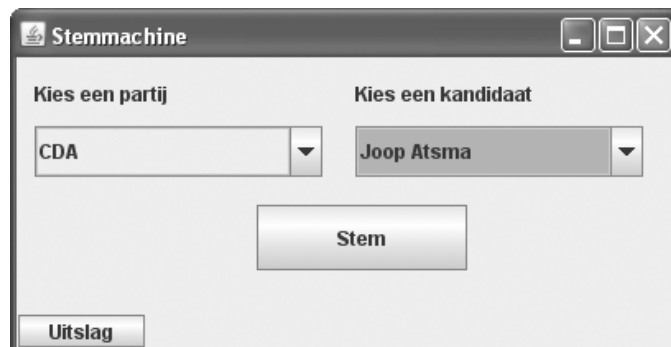 Stemmachine
Kies een partij Kies een kandidaat
CDA Joop Atsma
Stem
Uitslag